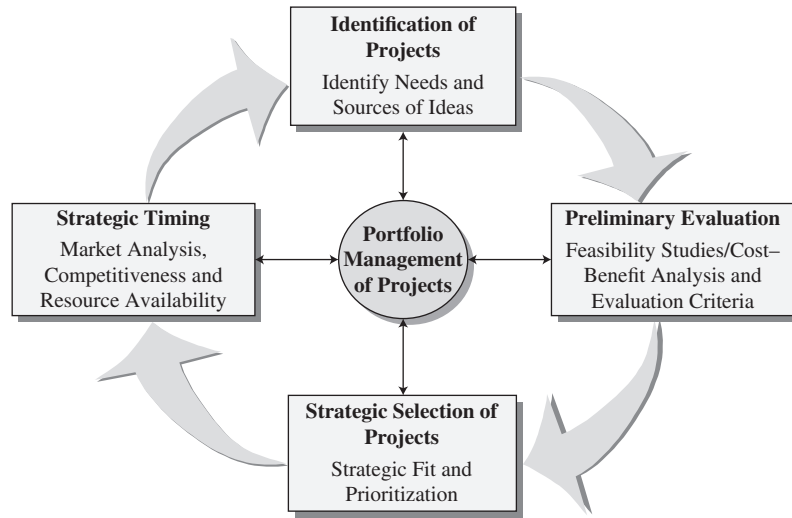 Identification of
Projects
Identify Needs and
Sources of Ideas
Strategic Timing
Market Analysis,
Competitiveness and
Resource Availability
Portfolio
Management
of Projects
Preliminary Evaluation
Feasibility Studies/Cost–
Benefit Analysis and
Evaluation Criteria
Strategic Selection of
Projects
Strategic Fit and
Prioritization